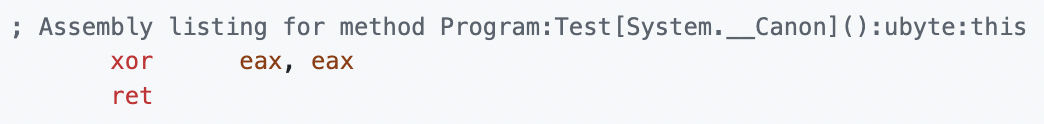 ; Assembly listing for method Program:Test[System.__Canon]():ubyte:this
xor eax, eax
ret